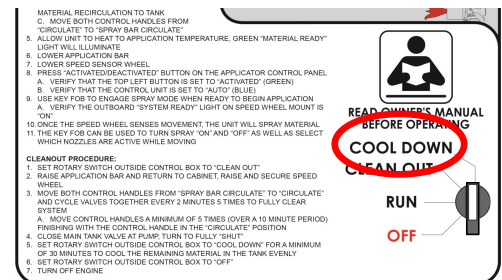 MATERIAL RECIRCULATION TO TANK
C. MOVE BOTH CONTROL HANDLES FROM
"CIRCULATE" TO "SPRAY BAR CIRCULATE"
5. ALLOW UNIT TO HEAT TO APPLICATION TEMPERATURE, GREEN "MATERIAL READY"
LIGHT WILL ILLUMINATE
6. LOWER APPLICATION BAR
7. LOWER SPEED SENSOR WHEEL
8. PRESS "ACTIVATED/DEACTIVATED" BUTTON ON THE APPLICATOR CONTROL PANEL
A. VERIFY THAT THE TOP LEFT BUTTON IS SET TO "ACTIVATED" (GREEN)
B. VERIFY THAT THE CONTROL UNIT IS SET TO "AUTO" (BLUE)
9. USE KEY FOB TO ENGAGE SPRAY MODE WHEN READY TO BEGIN APPLICATION
A. VERIFY THE OUTBOARD "SYSTEM READY" LIGHT ON SPEED WHEEL MOUNT IS
"ON"
10. ONCE THE SPEED WHEEL SENSES MOVEMENT, THE UNIT WILL SPRAY MATERIAL
11. THE KEY FOB CAN BE USED TO TURN SPRAY "ON" AND "OFF" AS WELL AS SELECT
WHICH NOZZLES ARE ACTIVE WHILE MOVING
CLEANOUT PROCEDURE:
1. SET ROTARY SWITCH OUTSIDE CONTROL BOX TO "CLEAN OUT"
2. RAISE APPLICATION BAR AND RETURN TO CABINET, RAISE AND SECURE SPEED
WHEEL
3. MOVE BOTH CONTROL HANDLES FROM "SPRAY BAR CIRCULATE" TO "CIRCULATE"
AND CYCLE VALVES TOGETHER EVERY 2 MINUTES 5 TIMES TO FULLY CLEAR
SYSTEM
A. MOVE CONTROL HANDLES A MINIMUM OF 5 TIMES (OVER A 10 MINUTE PERIOD)
FINISHING WITH THE CONTROL HANDLE IN THE "CIRCULATE" POSITION
4. CLOSE MAIN TANK VALVE AT PUMP, TURN TO FULLY "SHUT"
5. SET ROTARY SWITCH OUTSIDE CONTROL BOX TO "COOL DOWN" FOR A MINIMUM
OF 30 MINUTES TO COOL THE REMAINING MATERIAL IN THE TANK EVENLY
6. SET ROTARY SWITCH OUTSIDE CONTROL BOX TO "OFF"
7. TURN OFF ENGINE
READ OWNER'S MANUAL
BEFORE OPERATING
COOL DOWN
CLEAN OUT
RUN
OFF